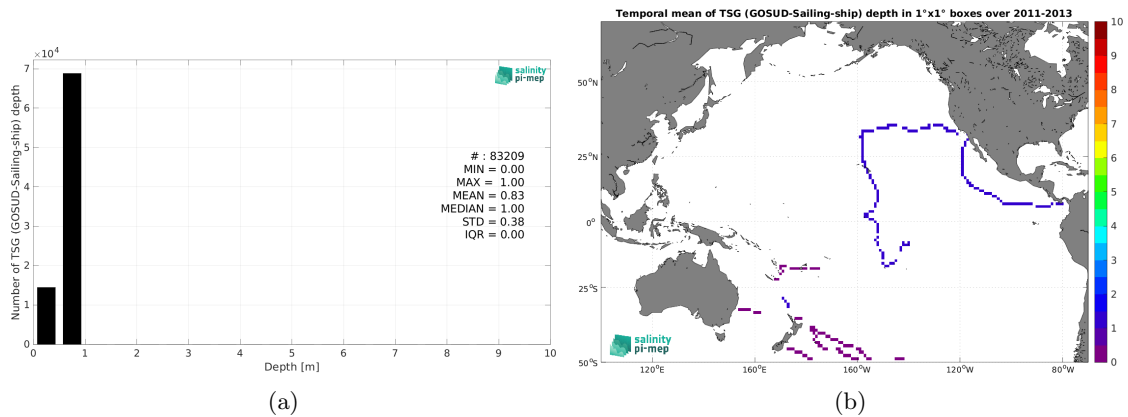 ×10⁴
7
6
5
4
3
2
1
0
Number of TSG (GOSUD-Sailing-ship) depth
salinity
pi-mep
# : 83209
MIN = 0.00
MAX = 1.00
MEAN = 0.83
MEDIAN = 1.00
STD = 0.38
IQR = 0.00
0 1 2 3 4 5 6 7 8 9 10
Depth [m]
(a)
Temporal mean of TSG (GOSUD-Sailing-ship) depth in 1°x1° boxes over 2011-2013
50°N
25°N
0°
25°S
50°S
salinity
pi-mep
120°E 160°E 160°W 120°W 80°W
10
9
8
7
6
5
4
3
2
1
0
(b)